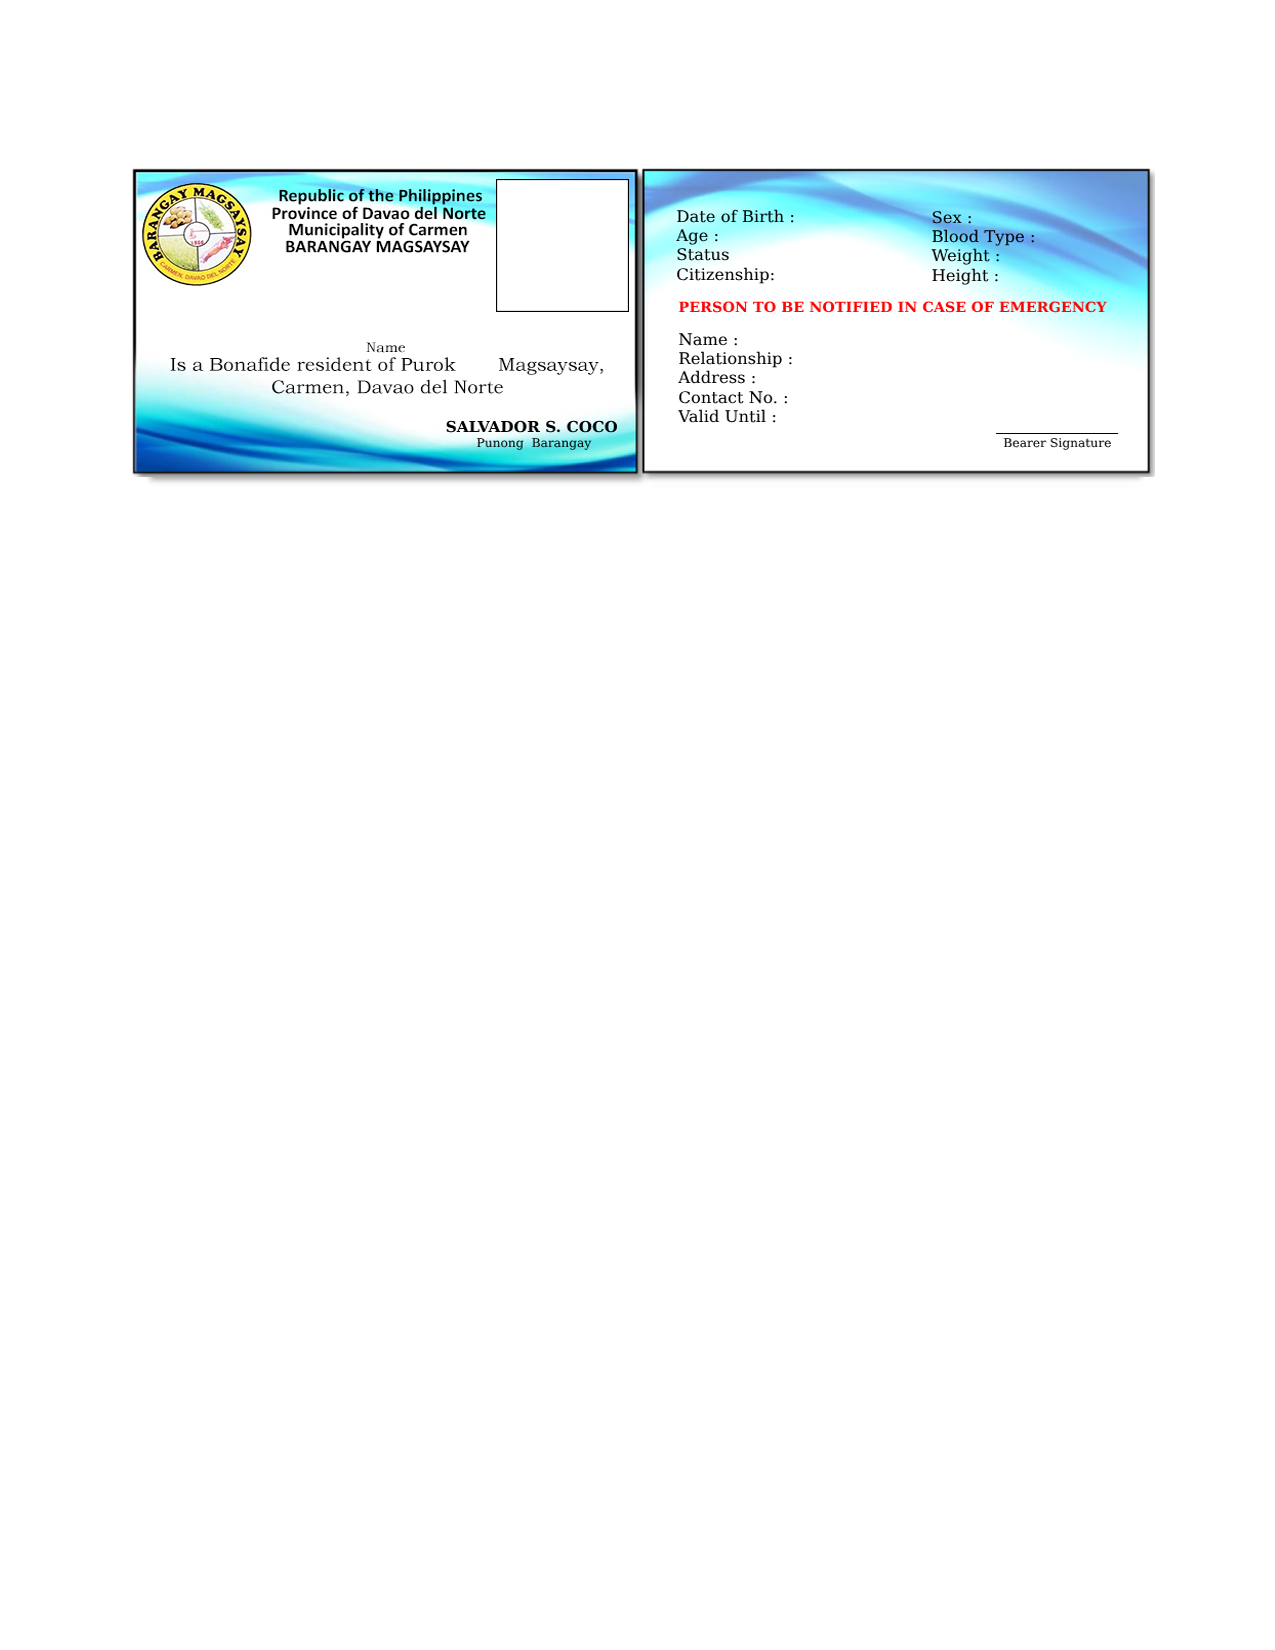 BARANGAY MAGSAYSAY
CARMEN, DAVAO DEL NORTE
Republic of the Philippines
Province of Davao del Norte
Municipality of Carmen
BARANGAY MAGSAYSAY
Name
Is a Bonafide resident of Purok Magsaysay,
Carmen, Davao del Norte
SALVADOR S. COCO
Punong Barangay
Date of Birth :
Age :
Status
Citizenship:
Sex :
Blood Type :
Weight :
Height :
PERSON TO BE NOTIFIED IN CASE OF EMERGENCY
Name :
Relationship :
Address :
Contact No. :
Valid Until :
Bearer Signature